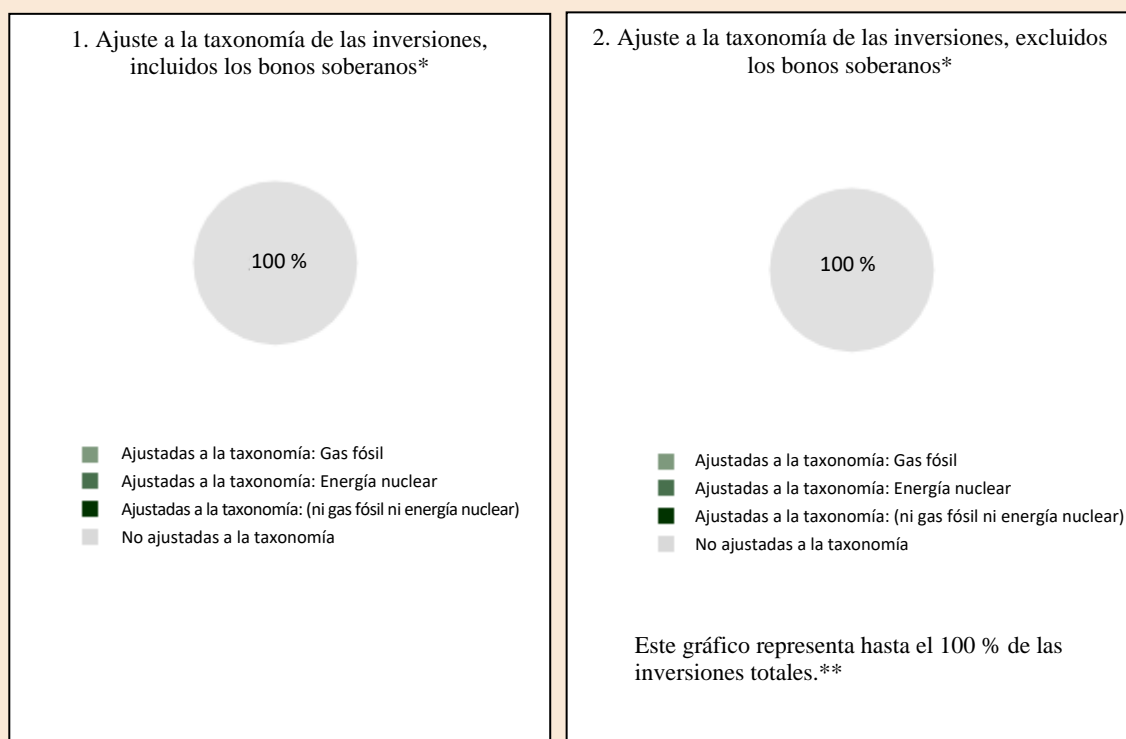 1. Ajuste a la taxonomía de las inversiones,
incluidos los bonos soberanos*
100 %
Ajustadas a la taxonomía: Gas fósil
Ajustadas a la taxonomía: Energía nuclear
Ajustadas a la taxonomía: (ni gas fósil ni energía nuclear)
No ajustadas a la taxonomía
2. Ajuste a la taxonomía de las inversiones, excluidos
los bonos soberanos*
100 %
Ajustadas a la taxonomía: Gas fósil
Ajustadas a la taxonomía: Energía nuclear
Ajustadas a la taxonomía: (ni gas fósil ni energía nuclear)
No ajustadas a la taxonomía
Este gráfico representa hasta el 100 % de las
inversiones totales.**